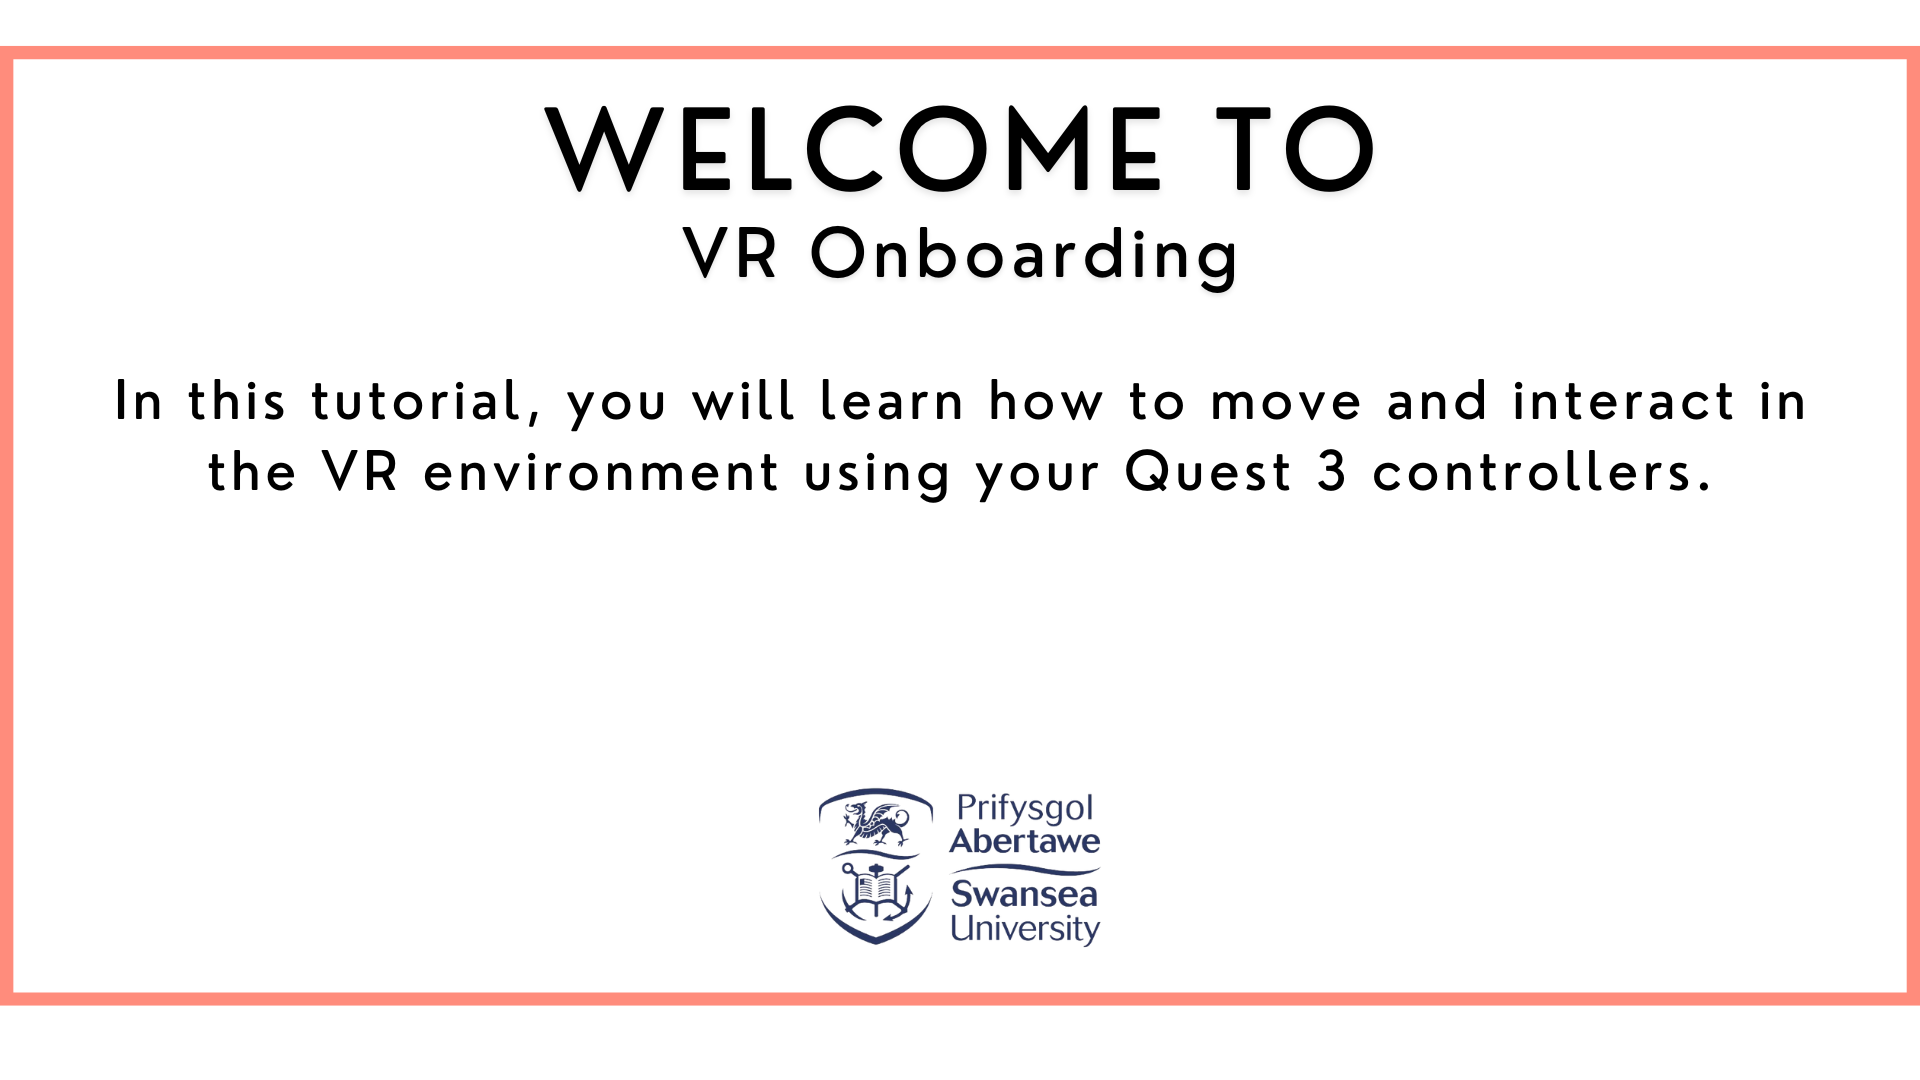 WELCOME TO
VR Onboarding
In this tutorial, you will learn how to move and interact in
the VR environment using your Quest 3 controllers.
Prifysgol
Abertawe
Swansea
University